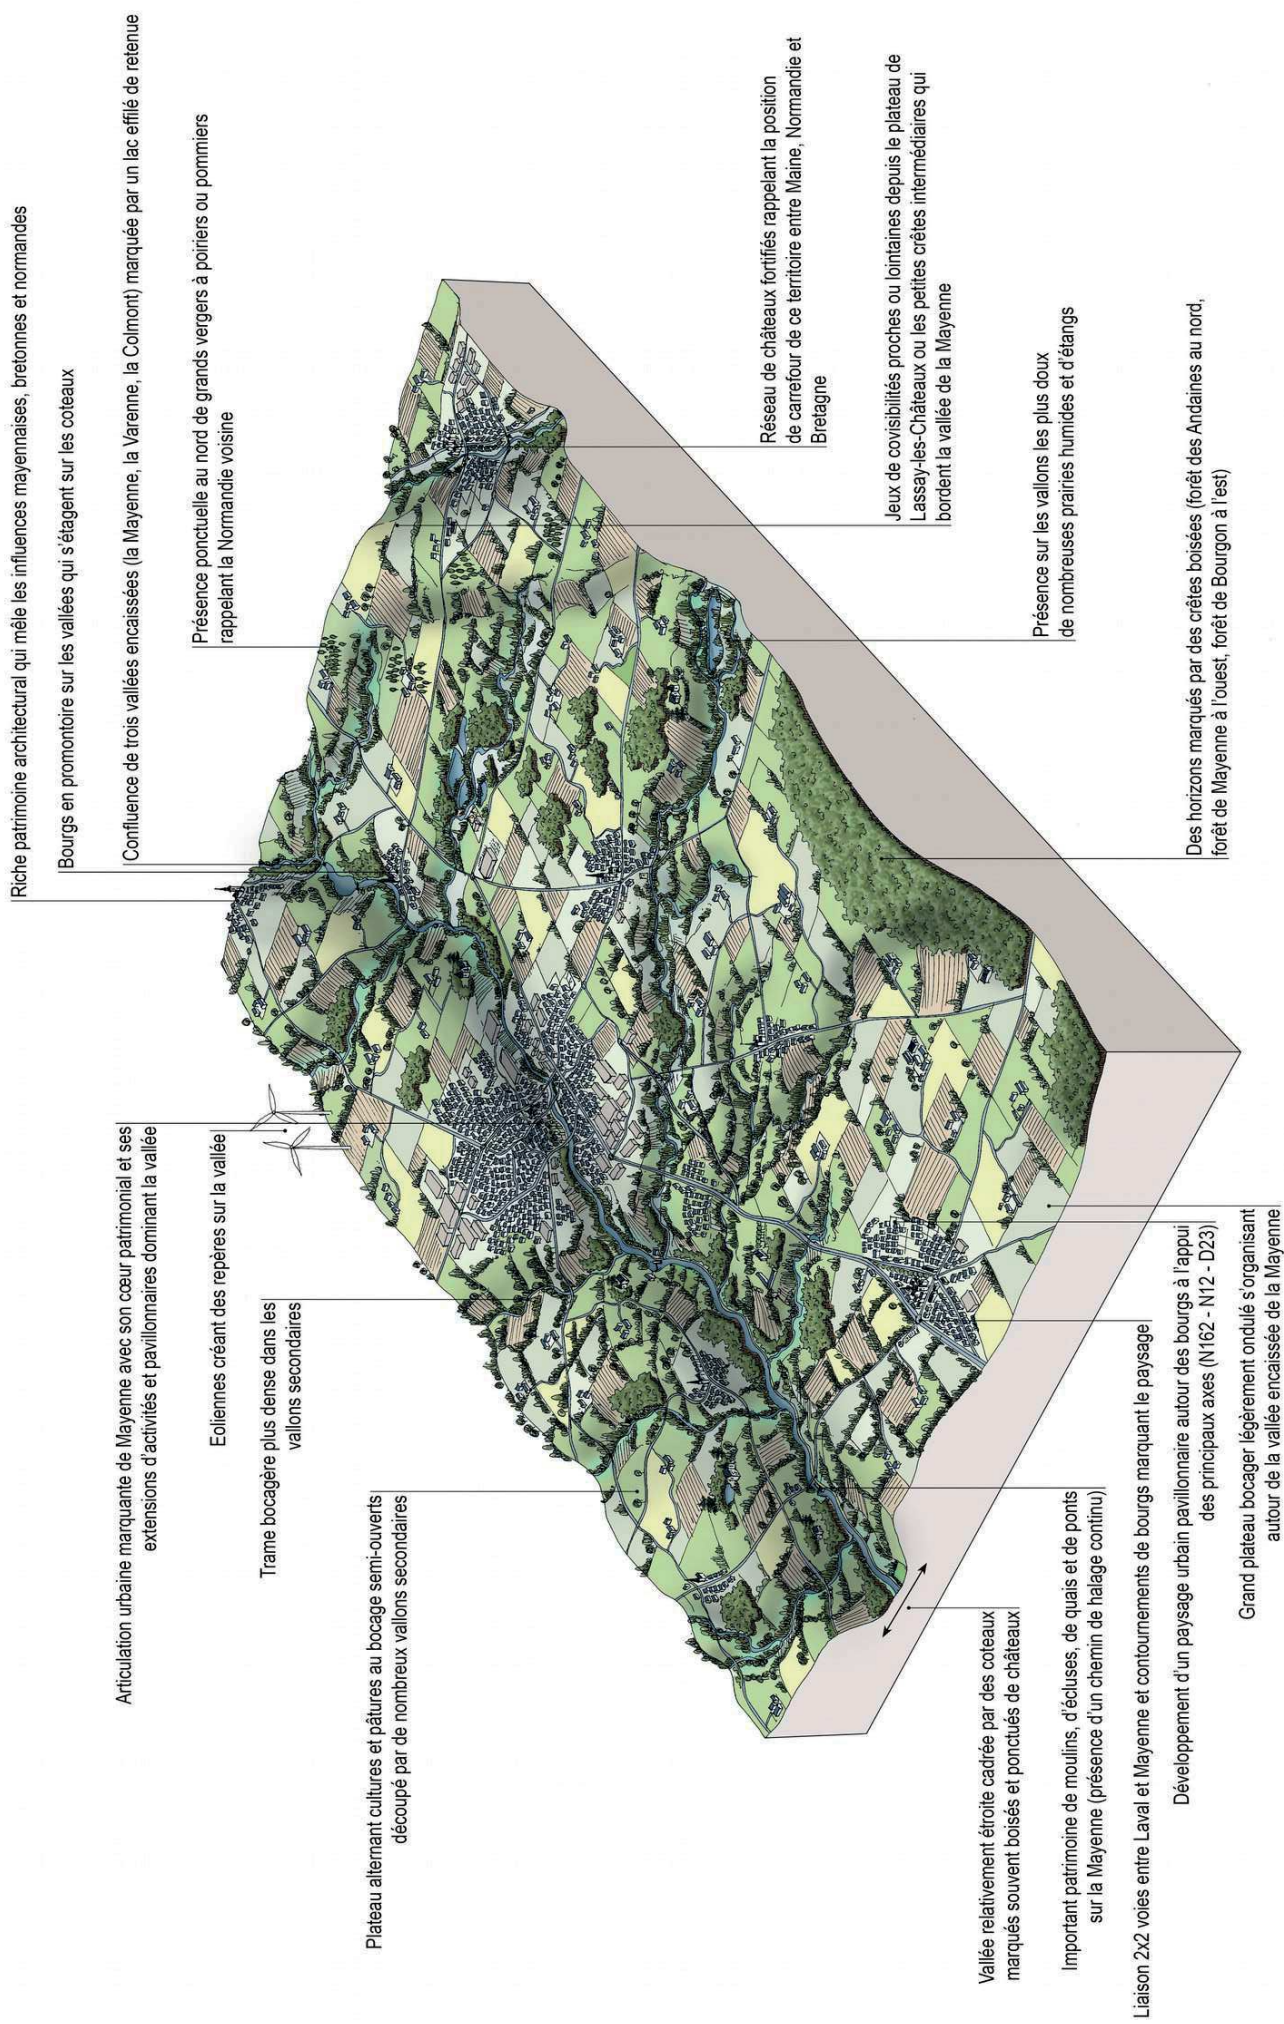 Riche patrimoine architectural qui mêle les influences mayennaises, bretonnes et normandes
Bourgs en promontoire sur les vallées qui s'étagent sur les coteaux
Articulation urbaine marquante de Mayenne avec son cœur patrimonial et ses
extensions d'activités et pavillonnaires dominant la vallée
Confluence de trois vallées encaissées (la Mayenne, la Varenne, la Colmont) marquée par un lac effilé de retenue
Présence ponctuelle au nord de grands vergers à poiriers ou pommiers
rappelant la Normandie voisine
Eoliennes créant des repères sur la vallée
Trame bocagère plus dense dans les
vallons secondaires
Plateau alternant cultures et pâtures au bocage semi-ouverts
découpé par de nombreux vallons secondaires
Réseau de châteaux fortifiés rappelant la position
de carrefour de ce territoire entre Maine, Normandie et
Bretagne
Jeux de covisibilités proches ou lointaines depuis le plateau de
Lassay-les-Châteaux ou les petites crêtes intermédiaires qui
bordent la vallée de la Mayenne
Vallée relativement étroite cadrée par des coteaux
marqués souvent boisés et ponctués de châteaux
Présence sur les vallons les plus doux
de nombreuses prairies humides et d'étangs
Important patrimoine de moulins, d'écluses, de quais et de ponts
sur la Mayenne (présence d'un chemin de halage continu)
Liaison 2x2 voies entre Laval et Mayenne et contournements de bourgs marquant le paysage
Développement d'un paysage urbain pavillonnaire autour des bourgs à l'appui
des principaux axes (N162 - N12 - D23)
Des horizons marqués par des crêtes boisées (forêt des Andaines au nord,
forêt de Mayenne à l'ouest, forêt de Bourgon à l'est)
Grand plateau bocager légèrement ondulé s'organisant
autour de la vallée encaissée de la Mayenne